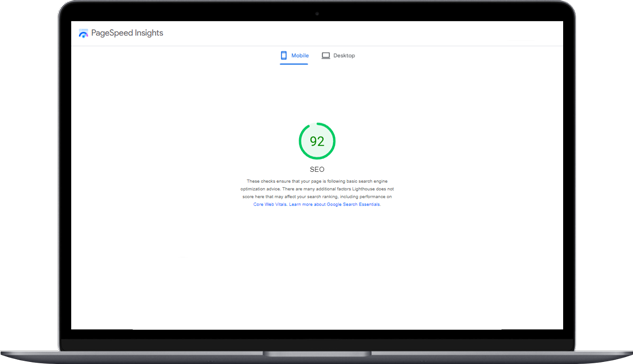 PageSpeed Insights
Mobile
Desktop
92
SEO
These checks ensure that your page is following basic search engine
optimization advice. There are many additional factors Lighthouse does not
score here that may affect your search ranking, including performance on
Core Web Vitals. Learn more about Google Search Essentials.